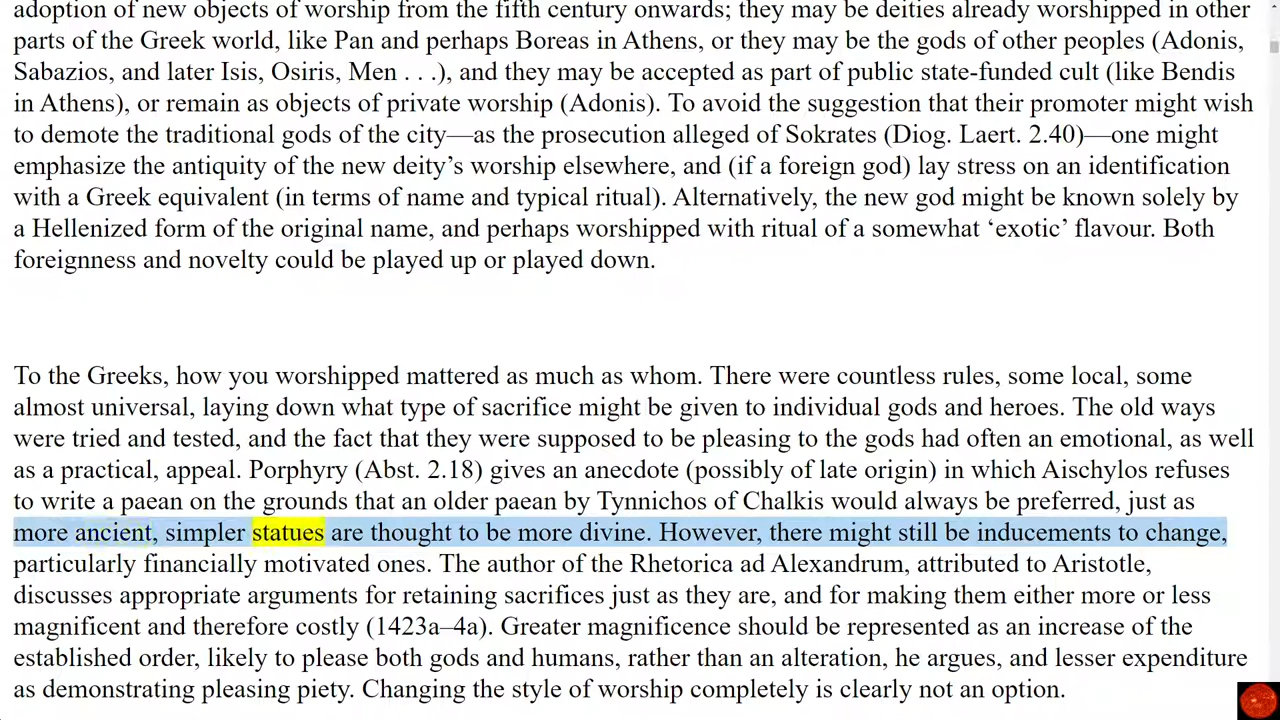 adoption of new objects of worship from the fifth century onwards; they may be deities already worshipped in other
parts of the Greek world, like Pan and perhaps Boreas in Athens, or they may be the gods of other peoples (Adonis,
Sabazios, and later Isis, Osiris, Men . . .), and they may be accepted as part of public state-funded cult (like Bendis
in Athens), or remain as objects of private worship (Adonis). To avoid the suggestion that their promoter might wish
to demote the traditional gods of the city—as the prosecution alleged of Sokrates (Diog. Laert. 2.40)—one might
emphasize the antiquity of the new deity’s worship elsewhere, and (if a foreign god) lay stress on an identification
with a Greek equivalent (in terms of name and typical ritual). Alternatively, the new god might be known solely by
a Hellenized form of the original name, and perhaps worshipped with ritual of a somewhat ‘exotic’ flavour. Both
foreignness and novelty could be played up or played down.
To the Greeks, how you worshipped mattered as much as whom. There were countless rules, some local, some
almost universal, laying down what type of sacrifice might be given to individual gods and heroes. The old ways
were tried and tested, and the fact that they were supposed to be pleasing to the gods had often an emotional, as well
as a practical, appeal. Porphyry (Abst. 2.18) gives an anecdote (possibly of late origin) in which Aischylos refuses
to write a paean on the grounds that an older paean by Tynnichos of Chalkis would always be preferred, just as
more ancient, simpler statues are thought to be more divine. However, there might still be inducements to change,
particularly financially motivated ones. The author of the Rhetorica ad Alexandrum, attributed to Aristotle,
discusses appropriate arguments for retaining sacrifices just as they are, and for making them either more or less
magnificent and therefore costly (1423a–4a). Greater magnificence should be represented as an increase of the
established order, likely to please both gods and humans, rather than an alteration, he argues, and lesser expenditure
as demonstrating pleasing piety. Changing the style of worship completely is clearly not an option.